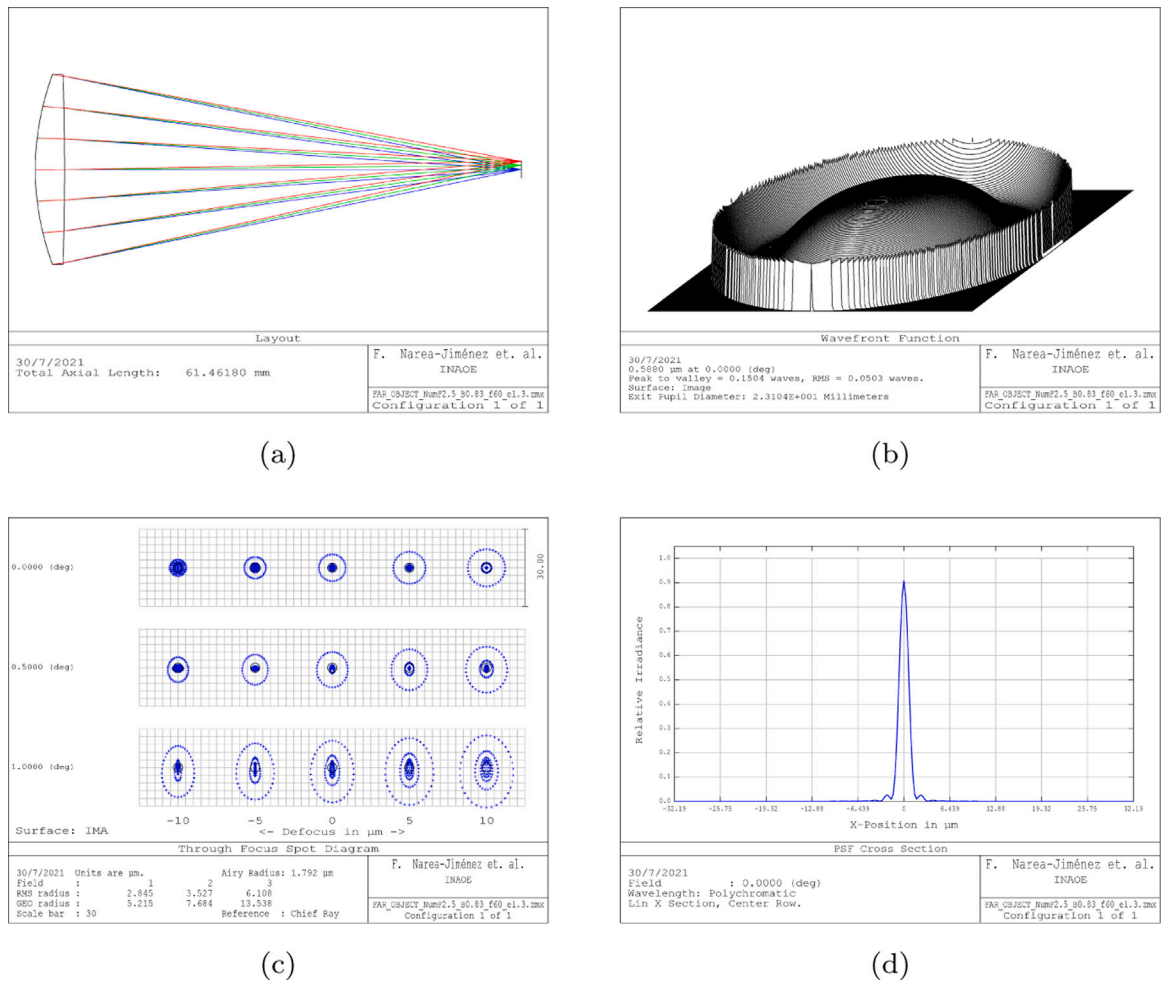 Layout
30/7/2021
Total Axial Length: 61.46180 mm
F. Narea-Jiménez et. al.
INAOE
FAR_OBJECT_NumF2.5_B0.83_f60_e1.3.zmx
Configuration 1 of 1
(a)
Wavefront Function
30/7/2021
0.5880 µm at 0.0000 (deg)
Peak to valley = 0.1504 waves, RMS = 0.0503 waves.
Surface: Image
Exit Pupil Diameter: 2.3104E+001 Millimeters
F. Narea-Jiménez et. al.
INAOE
FAR_OBJECT_NumF2.5_B0.83_f60_e1.3.zmx
Configuration 1 of 1
(b)
0.0000 (deg)
30.00
0.5000 (deg)
1.0000 (deg)
-10 -5 0 5 10
Surface: IMA
<- Defocus in µm ->
Through Focus Spot Diagram
30/7/2021 Units are µm. Airy Radius: 1.792 µm
Field : 1 2 3
RMS radius : 2.845 3.527 6.108
GEO radius : 5.215 7.684 13.538
Scale bar : 30 Reference : Chief Ray
F. Narea-Jiménez et. al.
INAOE
FAR_OBJECT_NumF2.5_B0.83_f60_e1.3.zmx
Configuration 1 of 1
(c)
Relative Irradiance
1.0
0.9
0.8
0.7
0.6
0.5
0.4
0.3
0.2
0.1
0.0
-32.19 -25.75 -19.32 -12.88 -6.439 0 6.439 12.88 19.32 25.75 32.19
X-Position in µm
PSF Cross Section
30/7/2021
Field : 0.0000 (deg)
Wavelength: Polychromatic
Lin X Section, Center Row.
F. Narea-Jiménez et. al.
INAOE
FAR_OBJECT_NumF2.5_B0.83_f60_e1.3.zmx
Configuration 1 of 1
(d)